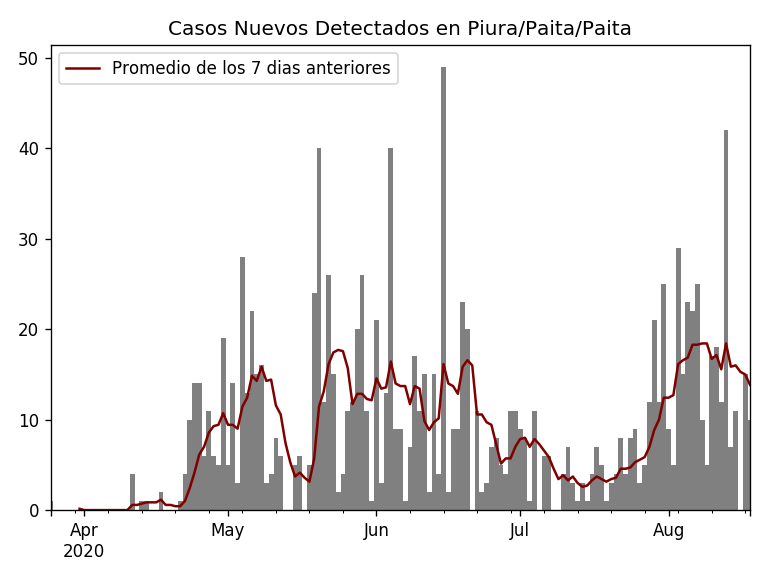 Casos Nuevos Detectados en Piura/Paita/Paita
Promedio de los 7 dias anteriores
50
40
30
20
10
0
Apr
2020
May
Jun
Jul
Aug